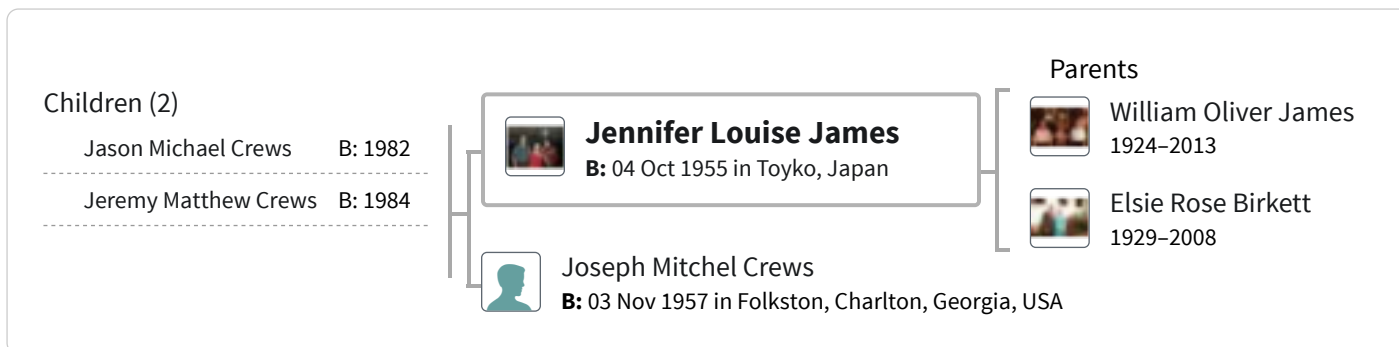 Children (2)
Jason Michael Crews B: 1982
Jeremy Matthew Crews B: 1984
Jennifer Louise James
B: 04 Oct 1955 in Toyko, Japan
Joseph Mitchel Crews
B: 03 Nov 1957 in Folkston, Charlton, Georgia, USA
Parents
William Oliver James
1924–2013
Elsie Rose Birkett
1929–2008